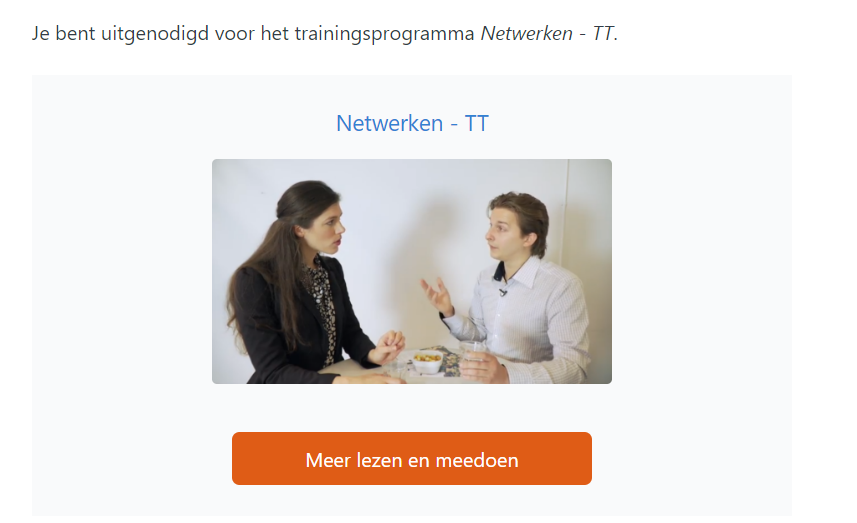 Je bent uitgenodigd voor het trainingsprogramma Netwerken - TT.
Netwerken - TT
Meer lezen en meedoen